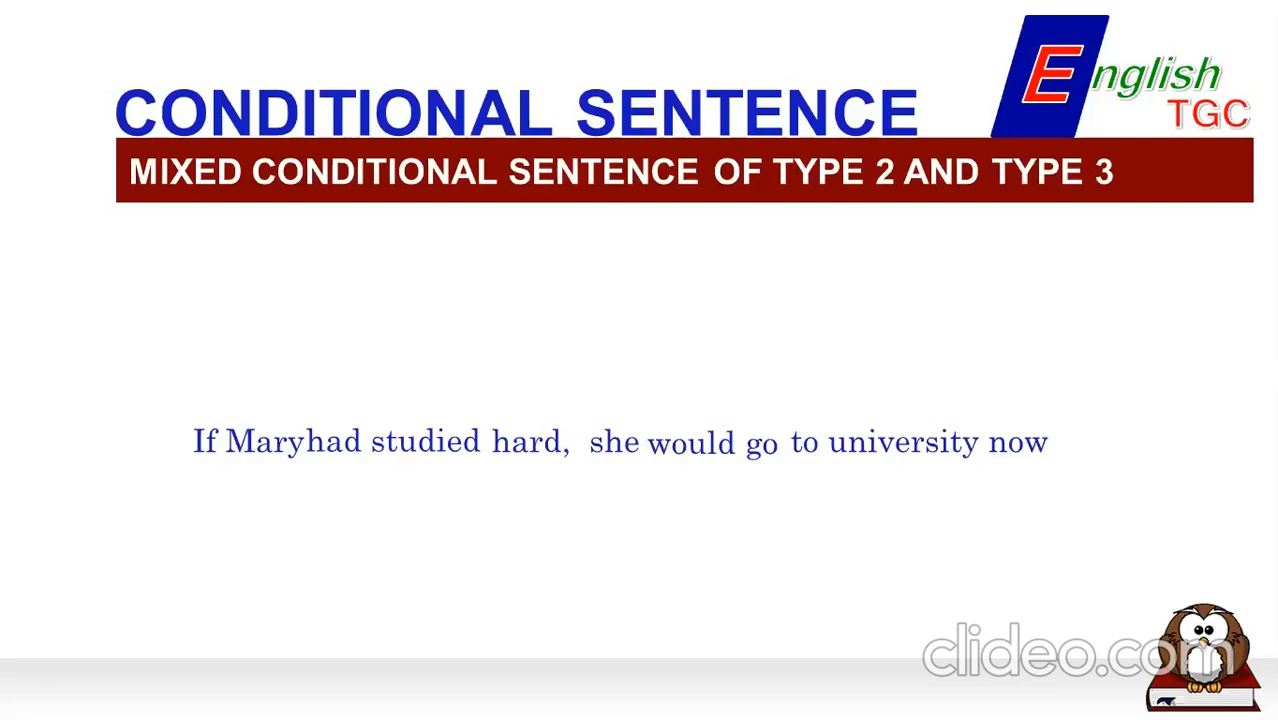 English
TGC
CONDITIONAL SENTENCE
MIXED CONDITIONAL SENTENCE OF TYPE 2 AND TYPE 3
If Maryhad studied hard, she would go to university now
clideo.com